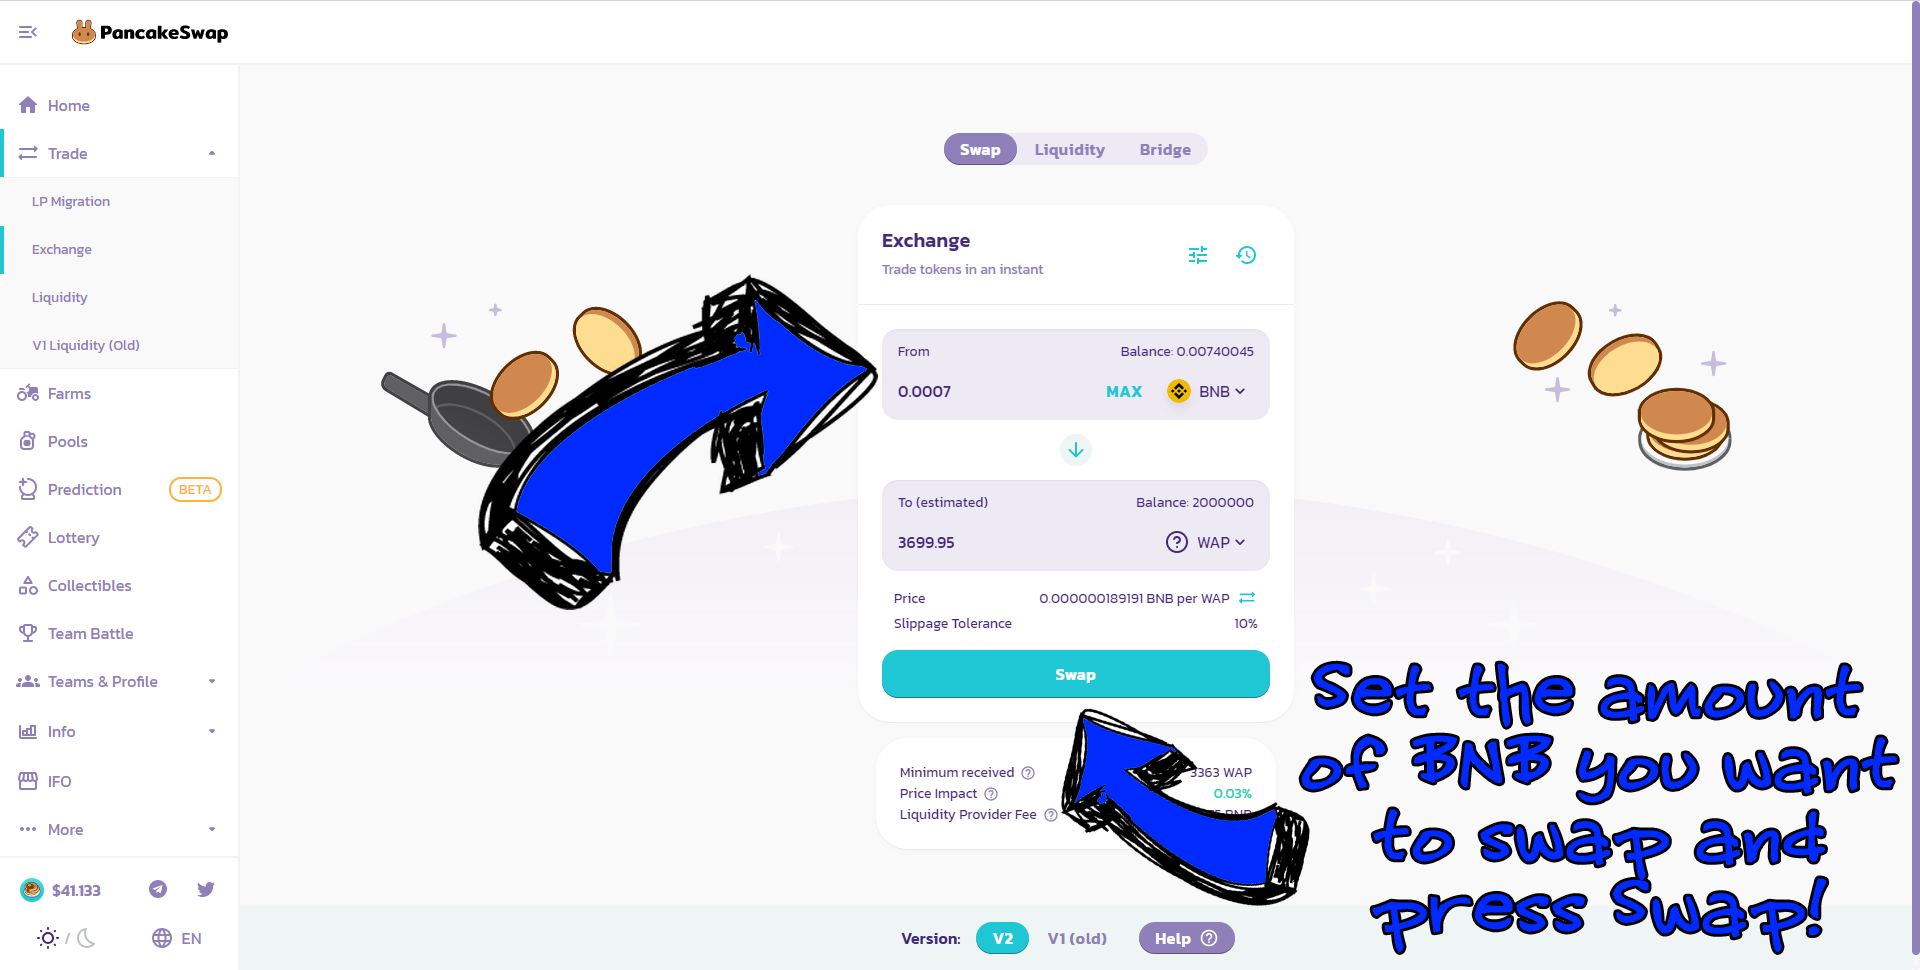 PancakeSwap
Home
Trade
LP Migration
Exchange
Liquidity
V1 Liquidity (Old)
Farms
Pools
Prediction BETA
Lottery
Collectibles
Team Battle
Teams & Profile
Info
IFO
More
$41.133
/ EN
Swap Liquidity Bridge
Exchange
Trade tokens in an instant
From Balance: 0.00740045
0.0007 MAX BNB
To (estimated) Balance: 2000000
3699.95 WAP
Price 0.000000189191 BNB per WAP
Slippage Tolerance 10%
Swap
Minimum received 3363 WAP
Price Impact 0.03%
Liquidity Provider Fee BNB
Version: V2 V1 (old) Help
Set the amount
of BNB you want
to swap and
press Swap!